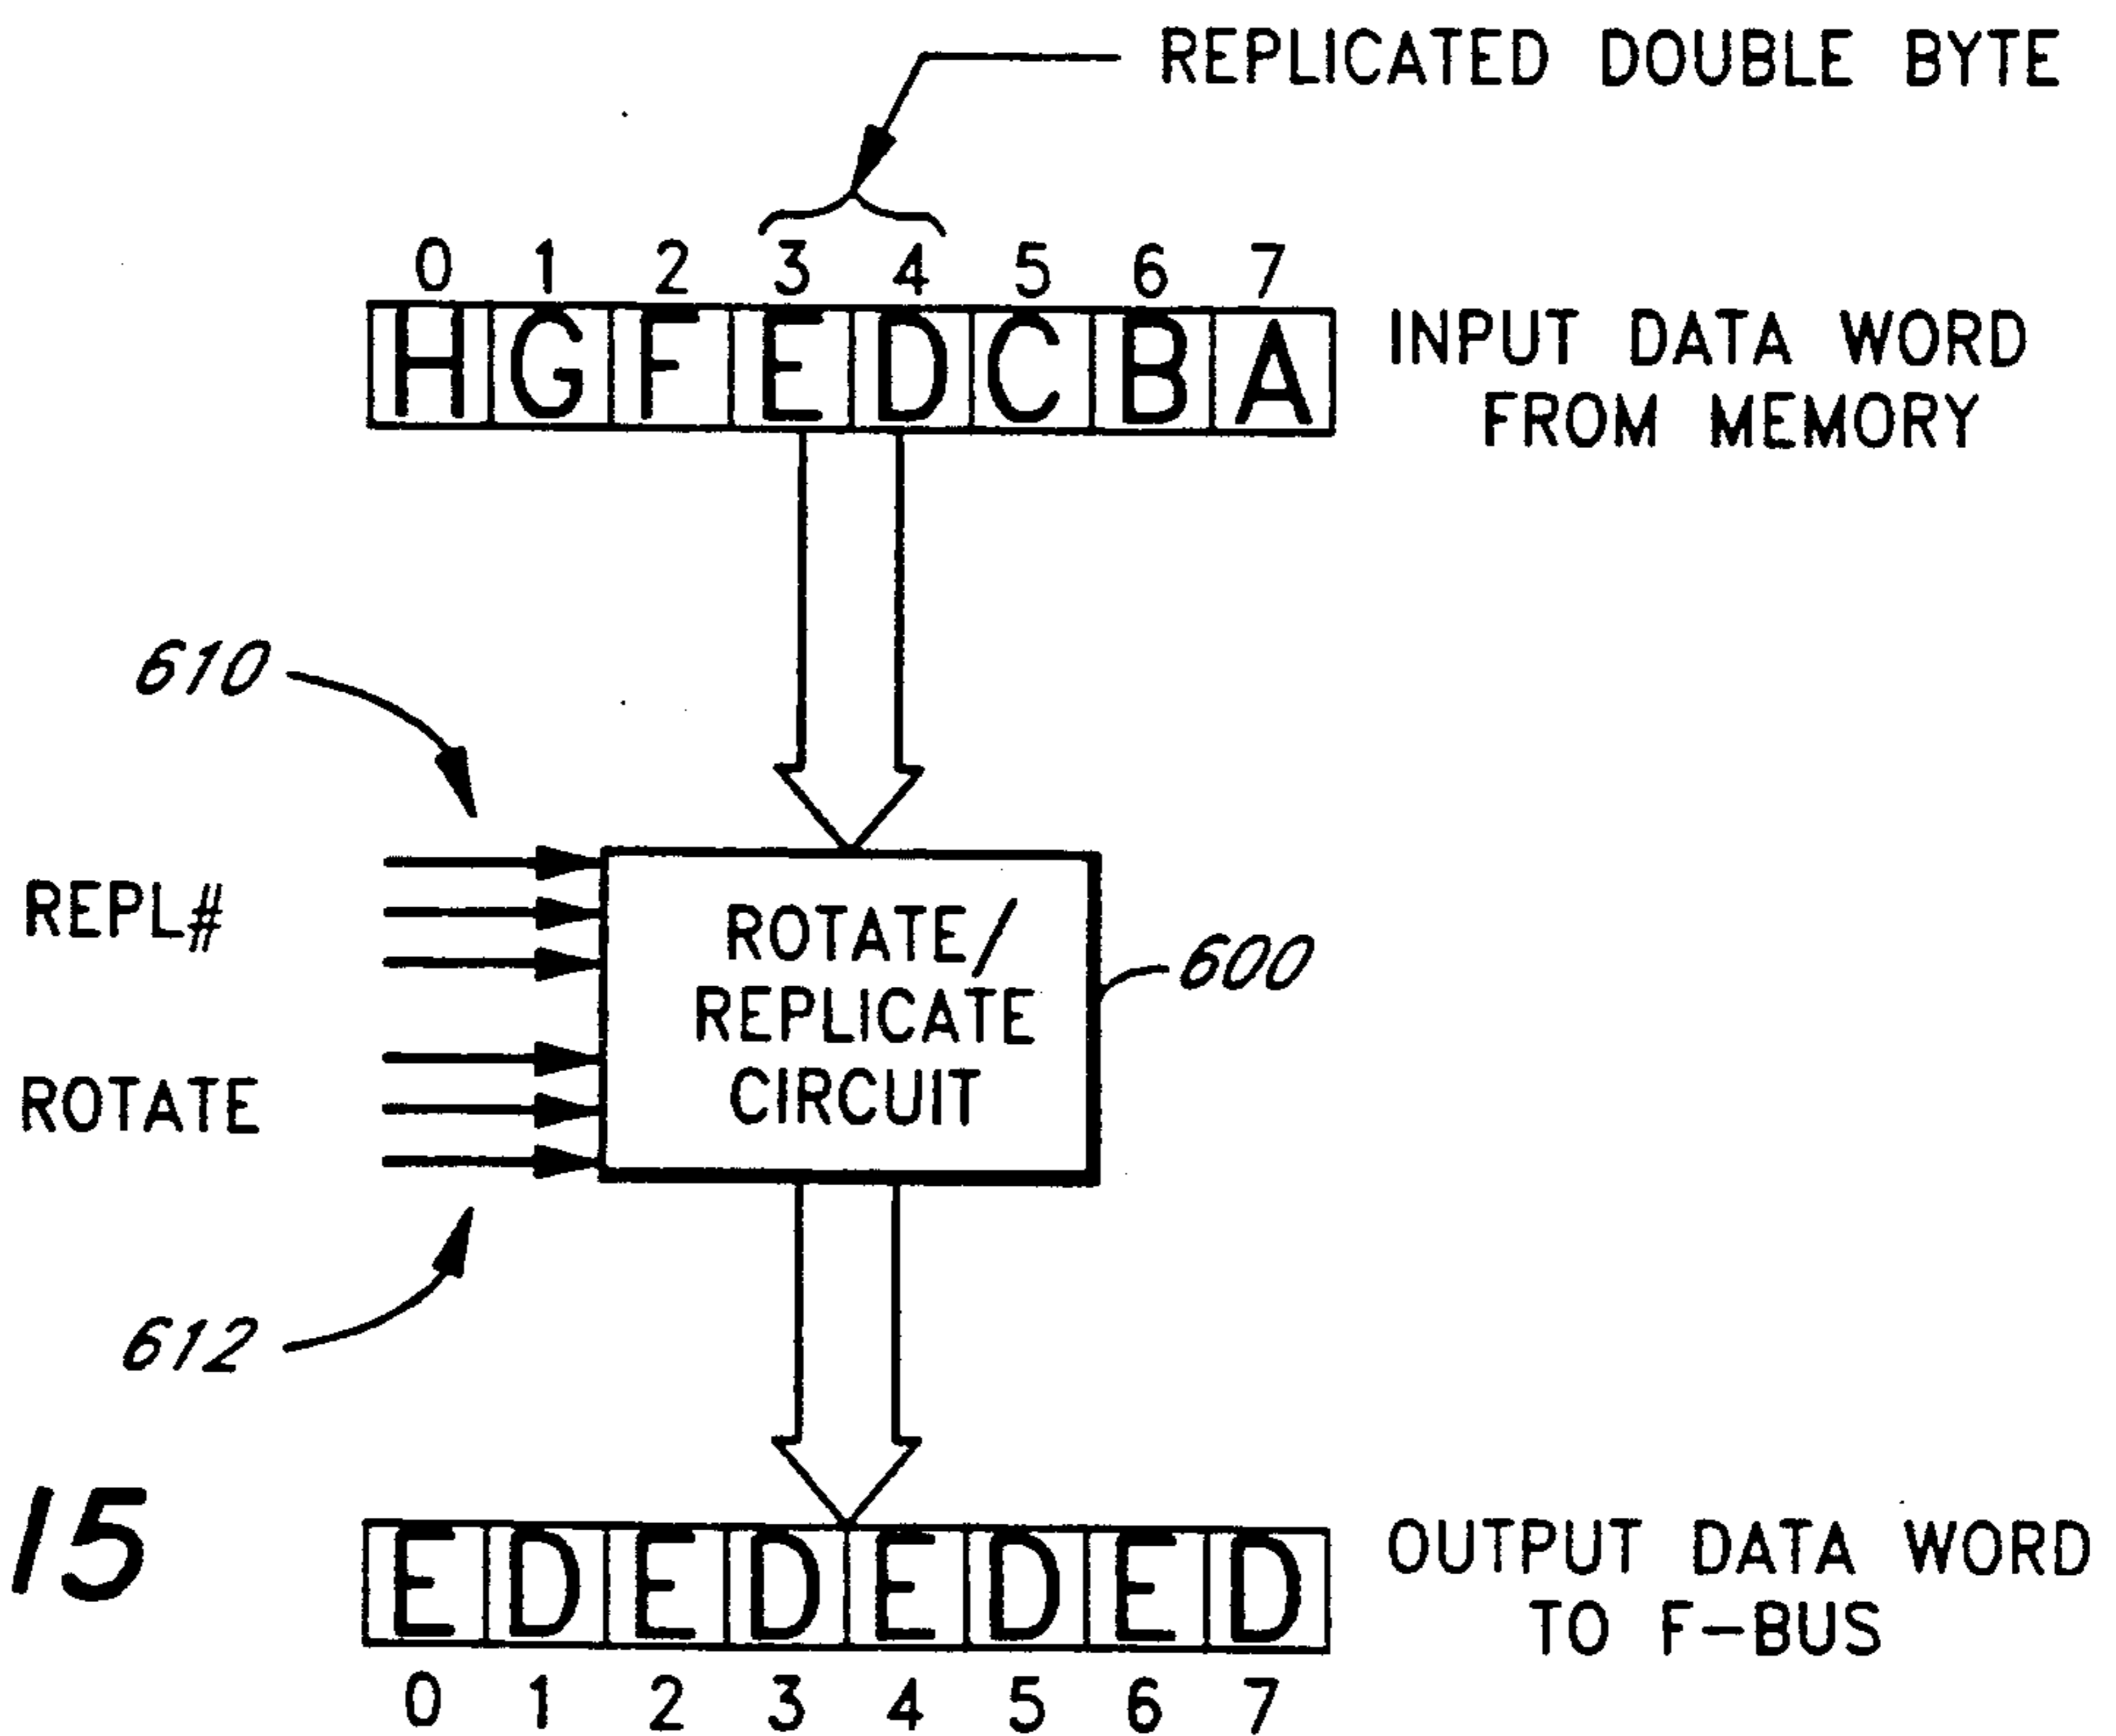 REPLICATED DOUBLE BYTE
0 1 2 3 4 5 6 7
H G F E D C B A
INPUT DATA WORD
FROM MEMORY
610
REPL#
ROTATE/
REPLICATE
CIRCUIT
600
ROTATE
612
15
E D E D E D E D
OUTPUT DATA WORD
TO F-BUS
0 1 2 3 4 5 6 7